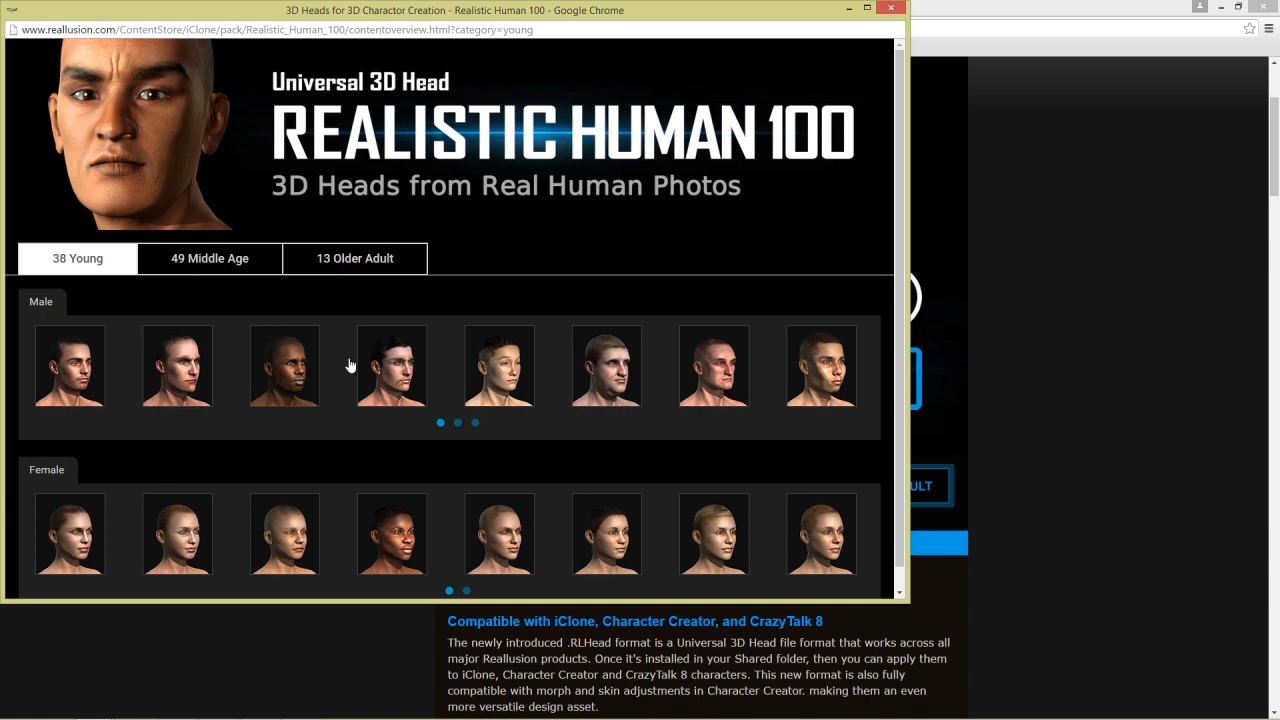 3D Heads for 3D Charactor Creation - Realistic Human 100 - Google Chrome
www.reallusion.com/ContentStore/iClone/pack/Realistic_Human_100/contentoverview.html?category=young
Universal 3D Head
REALISTIC HUMAN 100
3D Heads from Real Human Photos
38 Young
49 Middle Age
13 Older Adult
Male
Female
ULT
Compatible with iClone, Character Creator, and CrazyTalk 8
The newly introduced .RLHead format is a Universal 3D Head file format that works across all
major Reallusion products. Once it's installed in your Shared folder, then you can apply them
to iClone, Character Creator and CrazyTalk 8 characters. This new format is also fully
compatible with morph and skin adjustments in Character Creator. making them an even
more versatile design asset.